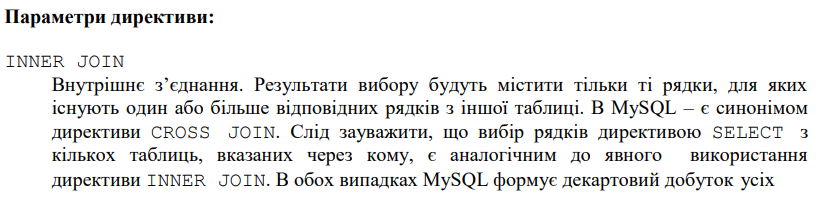 Параметри директиви:
INNER JOIN
Внутрішнє з’єднання. Результати вибору будуть містити тільки ті рядки, для яких
існують один або більше відповідних рядків з іншої таблиці. В MySQL – є синонімом
директиви CROSS JOIN. Слід зауважити, що вибір рядків директивою SELECT з
кількох таблиць, вказаних через кому, є аналогічним до явного використання
директиви INNER JOIN. В обох випадках MySQL формує декартовий добуток усіх